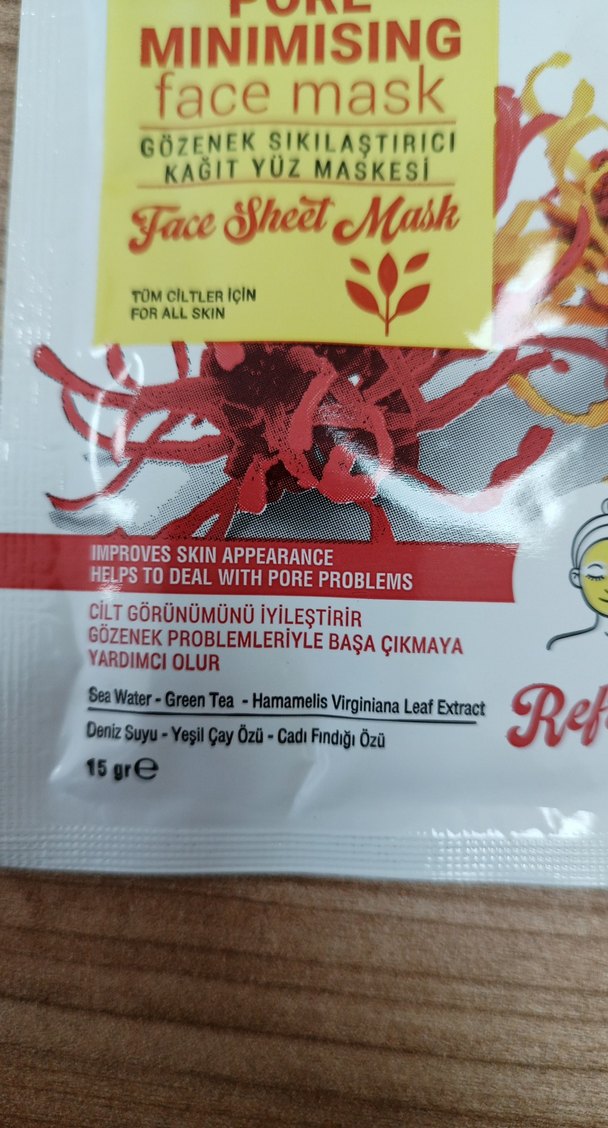 PORE
MINIMISING
face mask
GÖZENEK SIKILAŞTIRICI
KAĞIT YÜZ MASKESİ
Face Sheet Mask
TÜM CİLTLER İÇİN
FOR ALL SKIN
IMPROVES SKIN APPEARANCE
HELPS TO DEAL WITH PORE PROBLEMS
CİLT GÖRÜNÜMÜNÜ İYİLEŞTİRİR
GÖZENEK PROBLEMLERİYLE BAŞA ÇIKMAYA
YARDIMCI OLUR
Sea Water - Green Tea - Hamamelis Virginiana Leaf Extract
Deniz Suyu - Yeşil Çay Özü - Cadı Fındığı Özü
15 gr℮